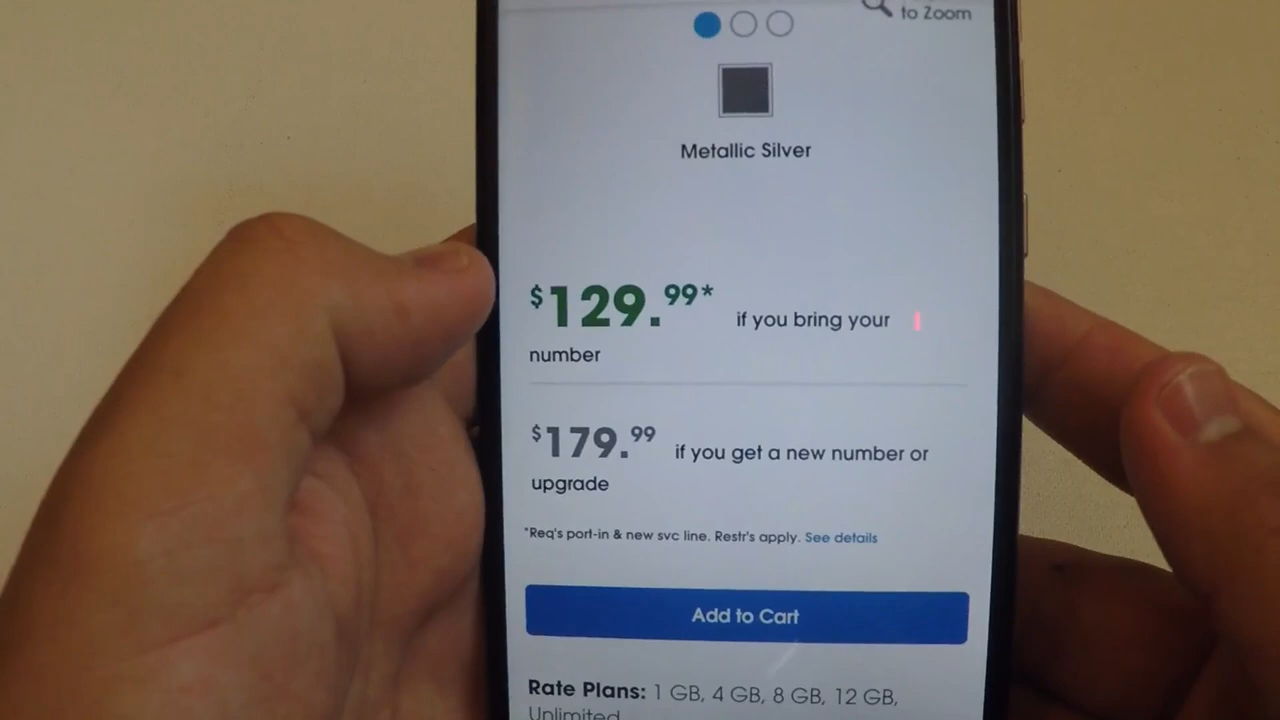 to Zoom
Metallic Silver
$129.99* if you bring your
number
$179.99 if you get a new number or
upgrade
*Req's port-in & new svc line. Restr's apply. See details
Add to Cart
Rate Plans: 1 GB, 4 GB, 8 GB, 12 GB,
Unlimited